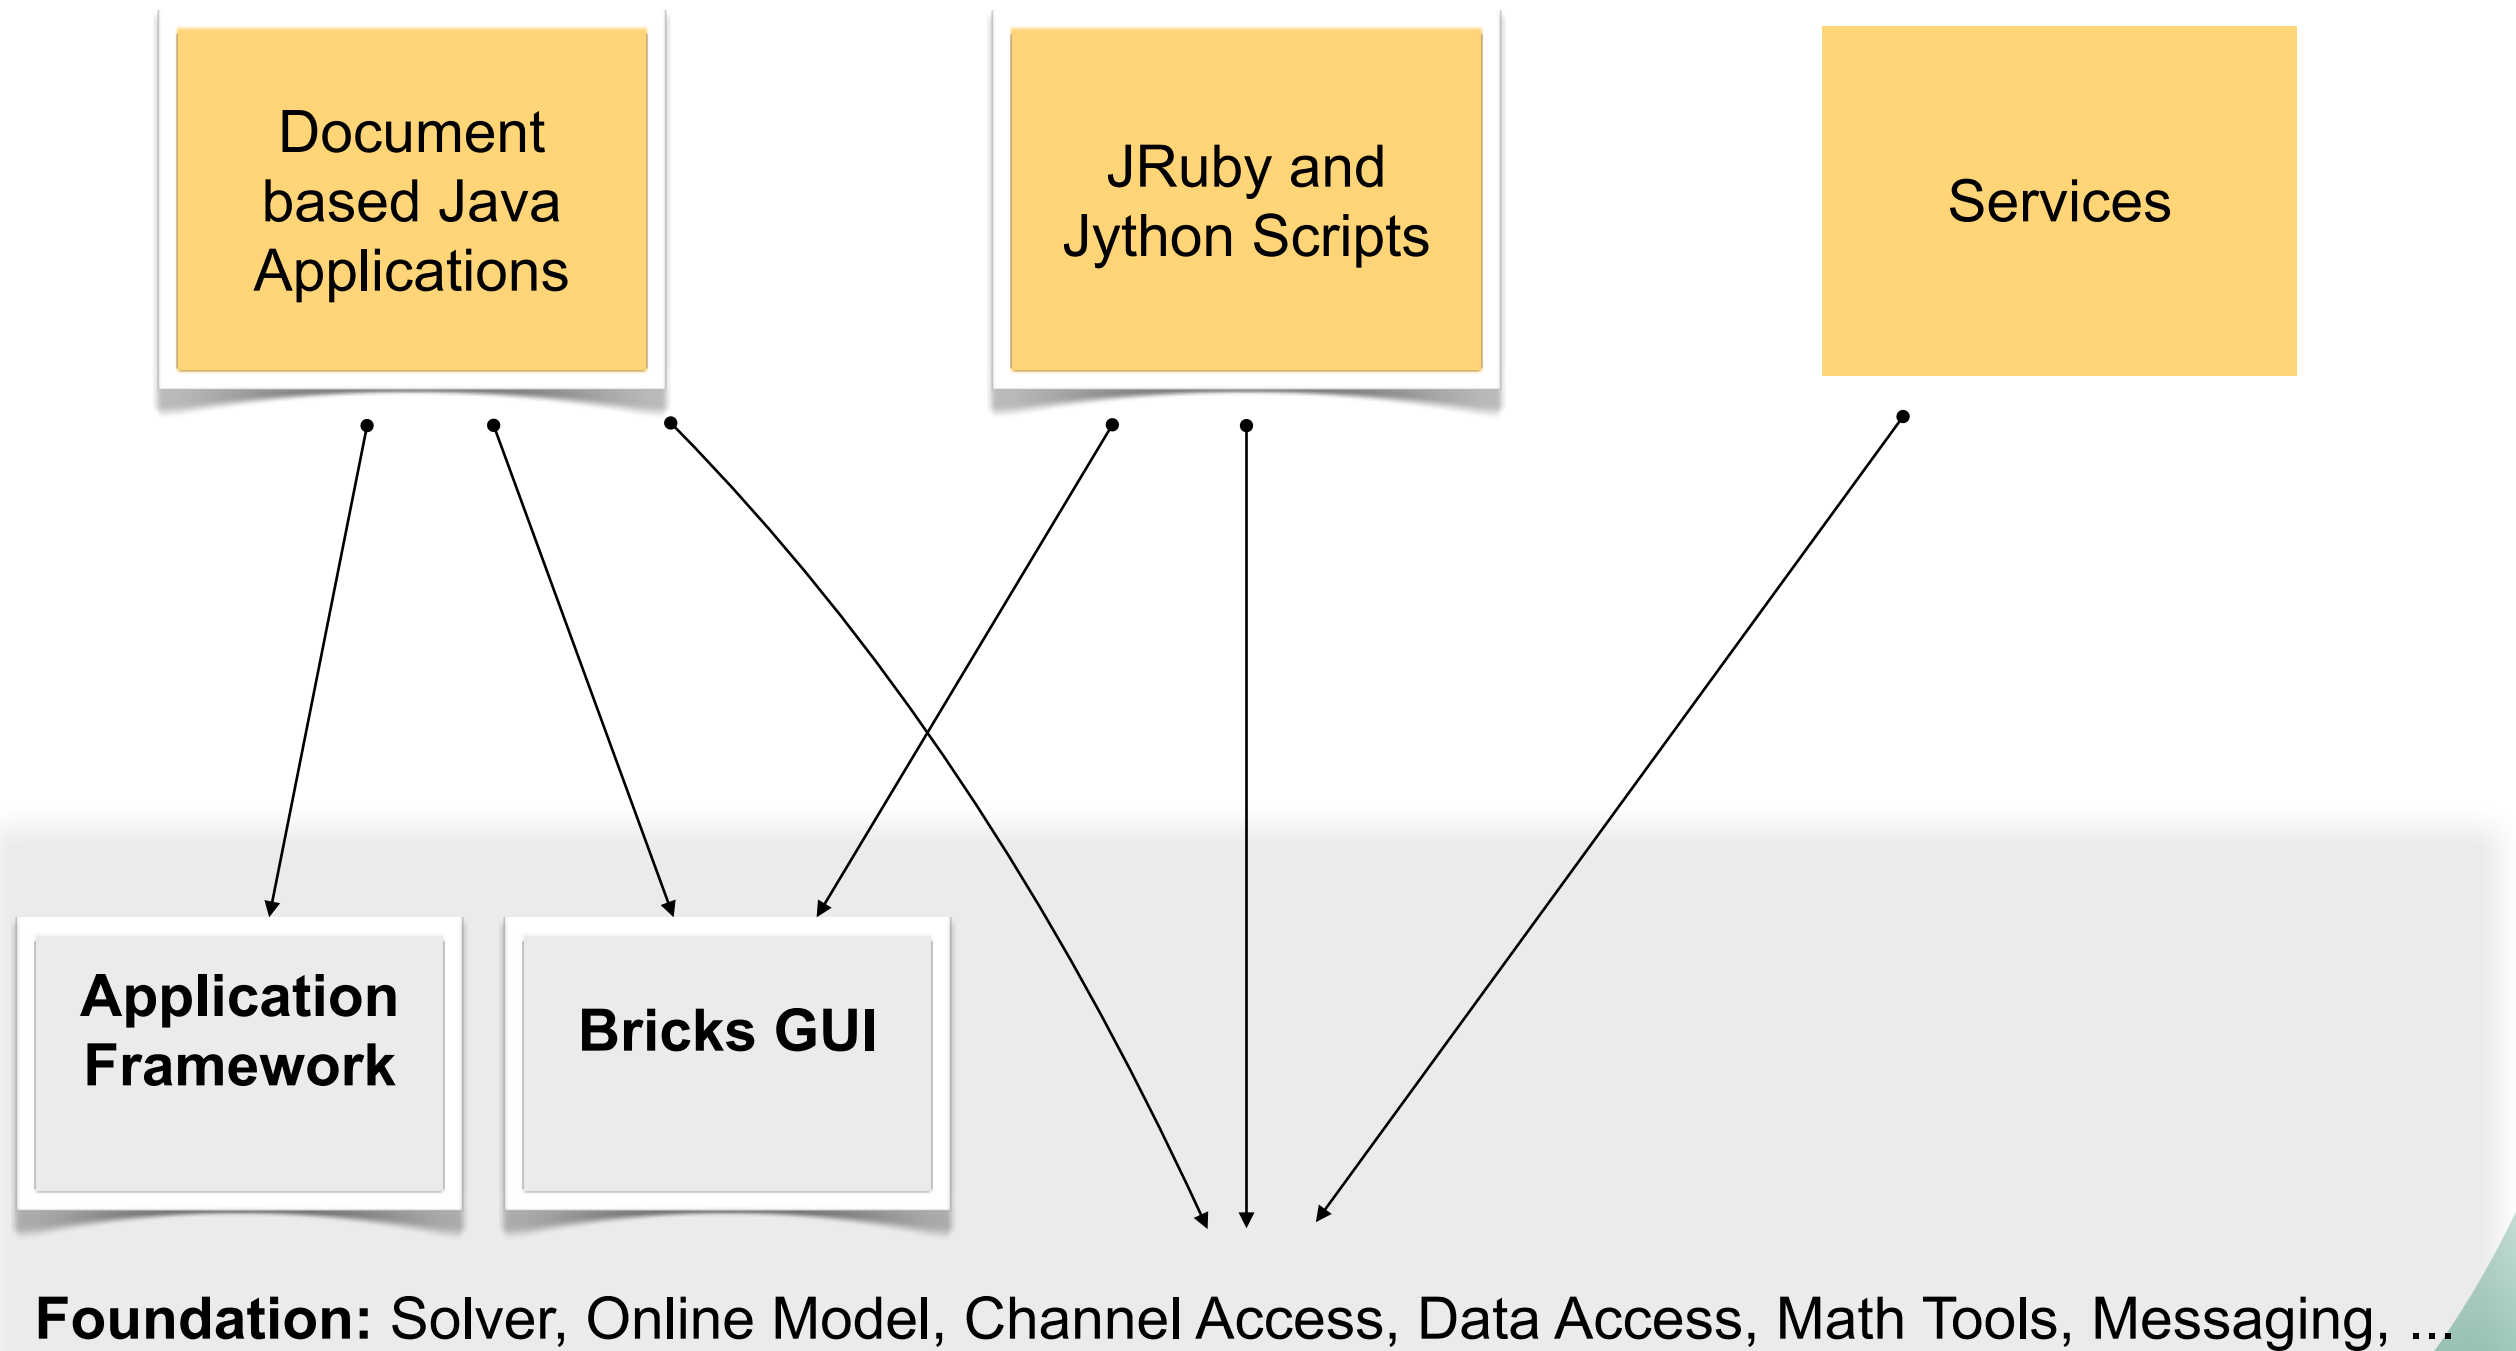 Document
based Java
Applications
JRuby and
Jython Scripts
Services
Application
Framework
Bricks GUI
Foundation: Solver, Online Model, Channel Access, Data Access, Math Tools, Messaging, ...